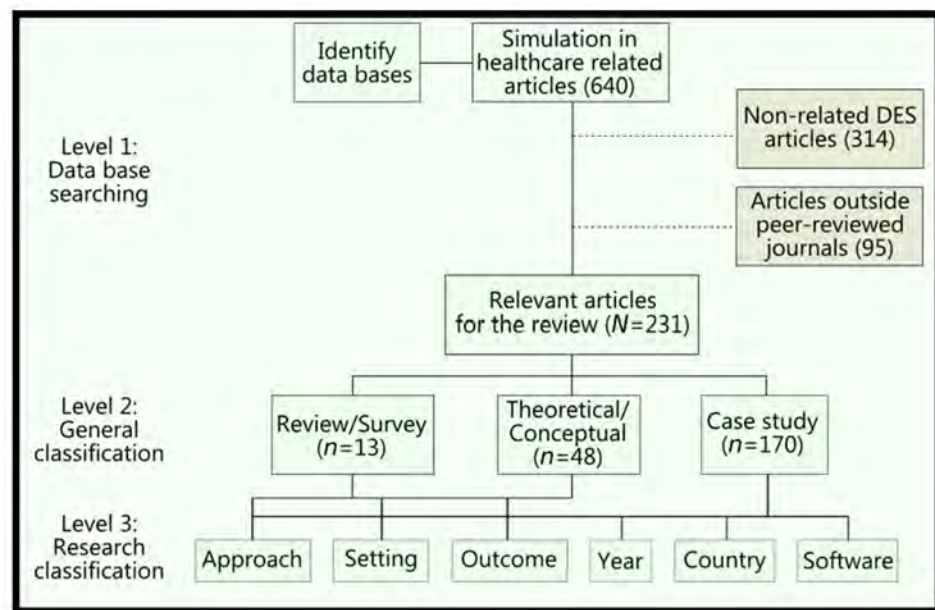 Identify
data bases
Simulation in
healthcare related
articles (640)
Level 1:
Data base
searching
Non-related DES
articles (314)
Articles outside
peer-reviewed
journals (95)
Relevant articles
for the review (N=231)
Level 2:
General
classification
Review/Survey
(n=13)
Theoretical/
Conceptual
(n=48)
Case study
(n=170)
Level 3:
Research
classification
Approach
Setting
Outcome
Year
Country
Software